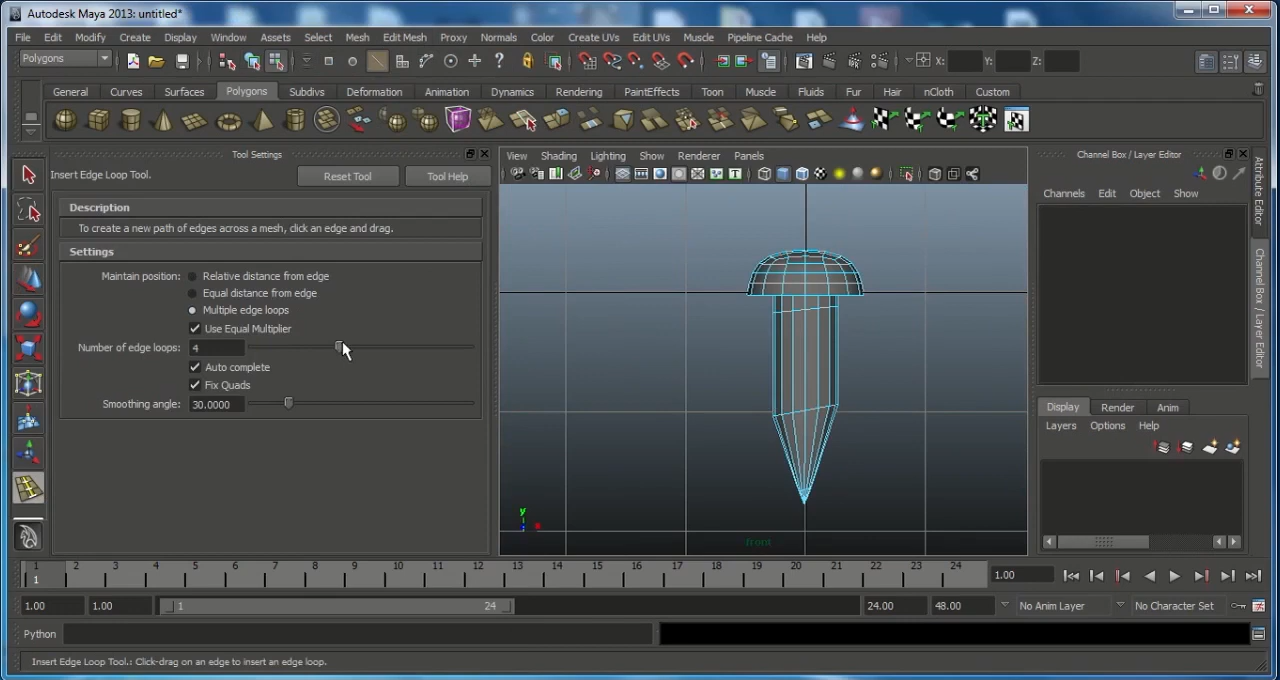 Autodesk Maya 2013: untitled*
File Edit Modify Create Display Window Assets Select Mesh Edit Mesh Proxy Normals Color Create UVs Edit UVs Muscle Pipeline Cache Help
Polygons X: Y: Z:
General Curves Surfaces Polygons Subdivs Deformation Animation Dynamics Rendering PaintEffects Toon Muscle Fluids Fur Hair nCloth Custom
Tool Settings
Insert Edge Loop Tool. Reset Tool Tool Help
Description
To create a new path of edges across a mesh, click an edge and drag.
Settings
Maintain position: Relative distance from edge
Equal distance from edge
Multiple edge loops
Use Equal Multiplier
Number of edge loops: 4
Auto complete
Fix Quads
Smoothing angle: 30.0000
View Shading Lighting Show Renderer Panels
y
front
Channel Box / Layer Editor
Channels Edit Object Show
Display Render Anim
Layers Options Help
Attribute Editor
Channel Box / Layer Editor
1 2 3 4 5 6 7 8 9 10 11 12 13 14 15 16 17 18 19 20 21 22 23 24
1 1.00
1.00 1.00 1 24 24.00 48.00 No Anim Layer No Character Set
Python
Insert Edge Loop Tool.: Click-drag on an edge to insert an edge loop.